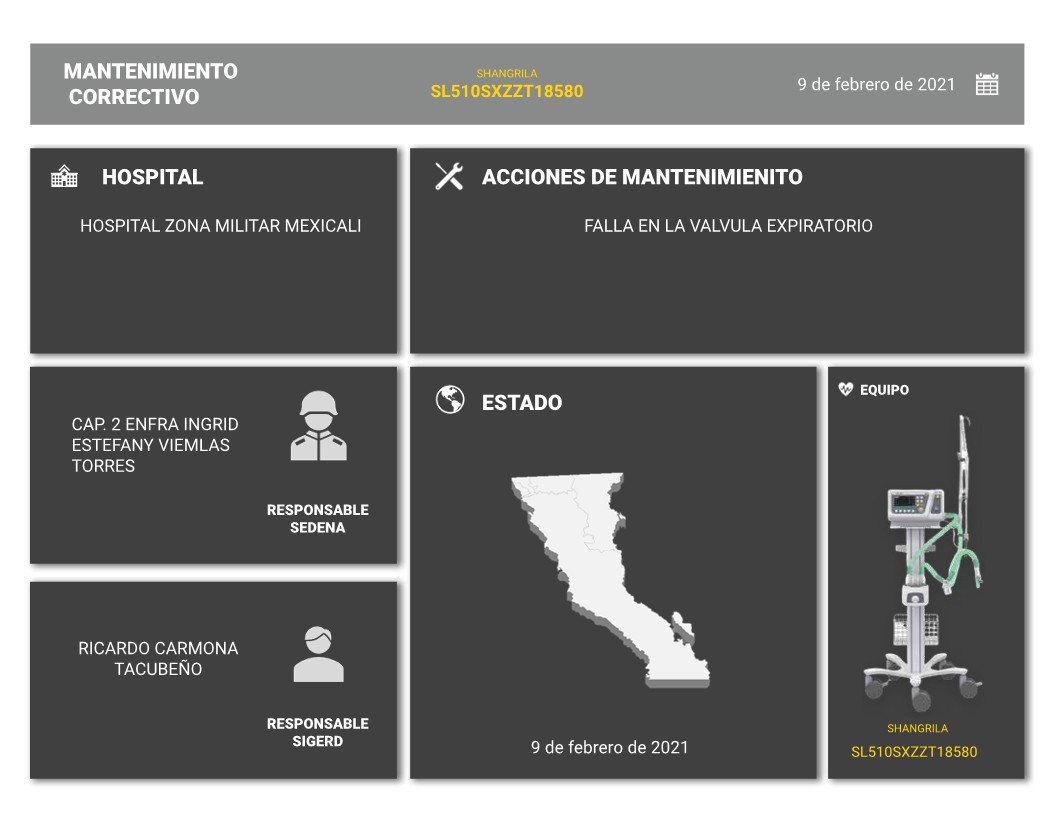 MANTENIMIENTO
CORRECTIVO
SHANGRILA
SL510SXZZT18580
9 de febrero de 2021
HOSPITAL
HOSPITAL ZONA MILITAR MEXICALI
ACCIONES DE MANTENIMIENITO
FALLA EN LA VALVULA EXPIRATORIO
CAP. 2 ENFRA INGRID
ESTEFANY VIEMLAS
TORRES
RESPONSABLE
SEDENA
RICARDO CARMONA
TACUBEÑO
RESPONSABLE
SIGERD
ESTADO
9 de febrero de 2021
EQUIPO
SHANGRILA
SL510SXZZT18580